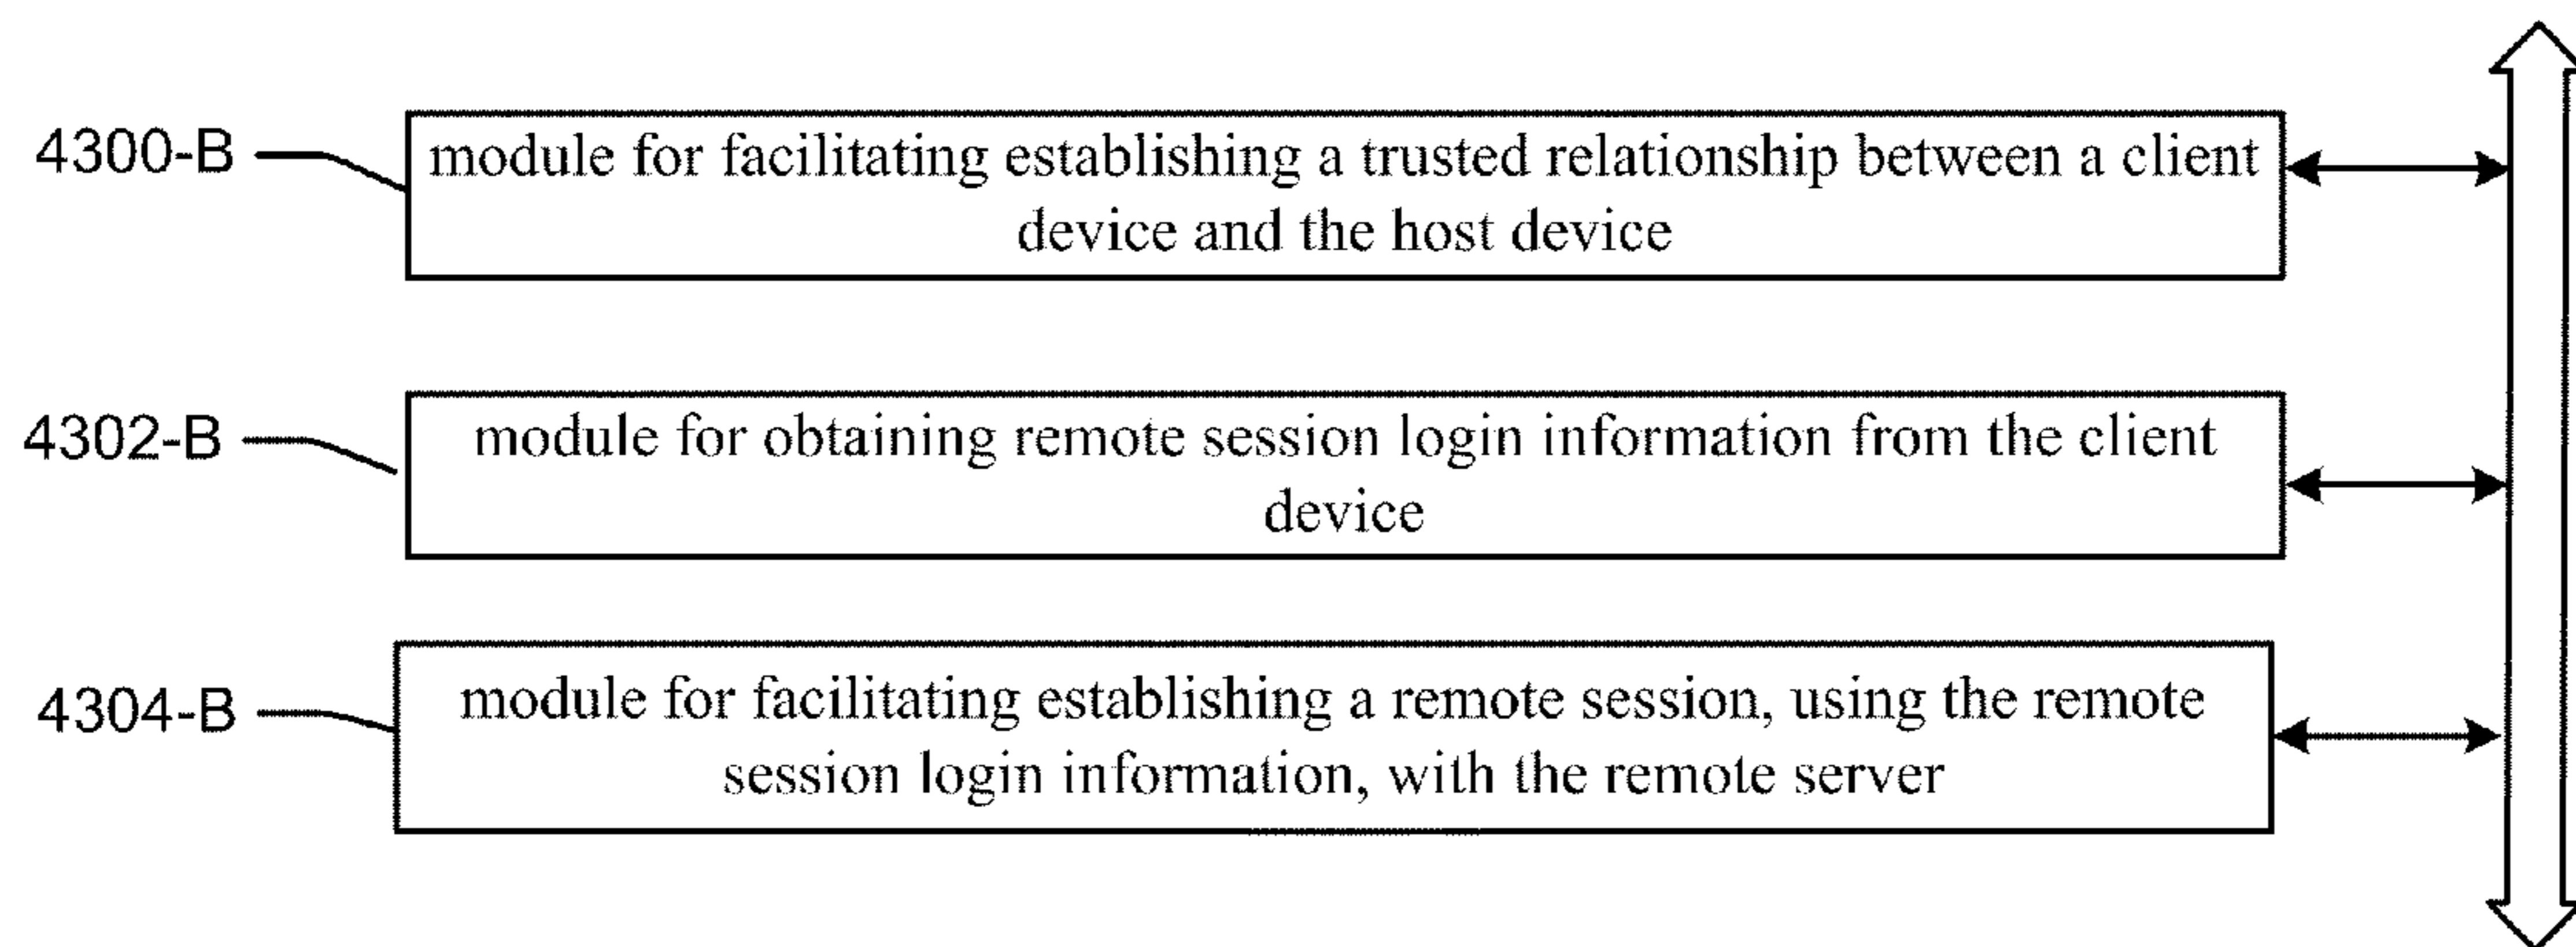 4300-B
module for facilitating establishing a trusted relationship between a client
device and the host device
4302-B
module for obtaining remote session login information from the client
device
4304-B
module for facilitating establishing a remote session, using the remote
session login information, with the remote server